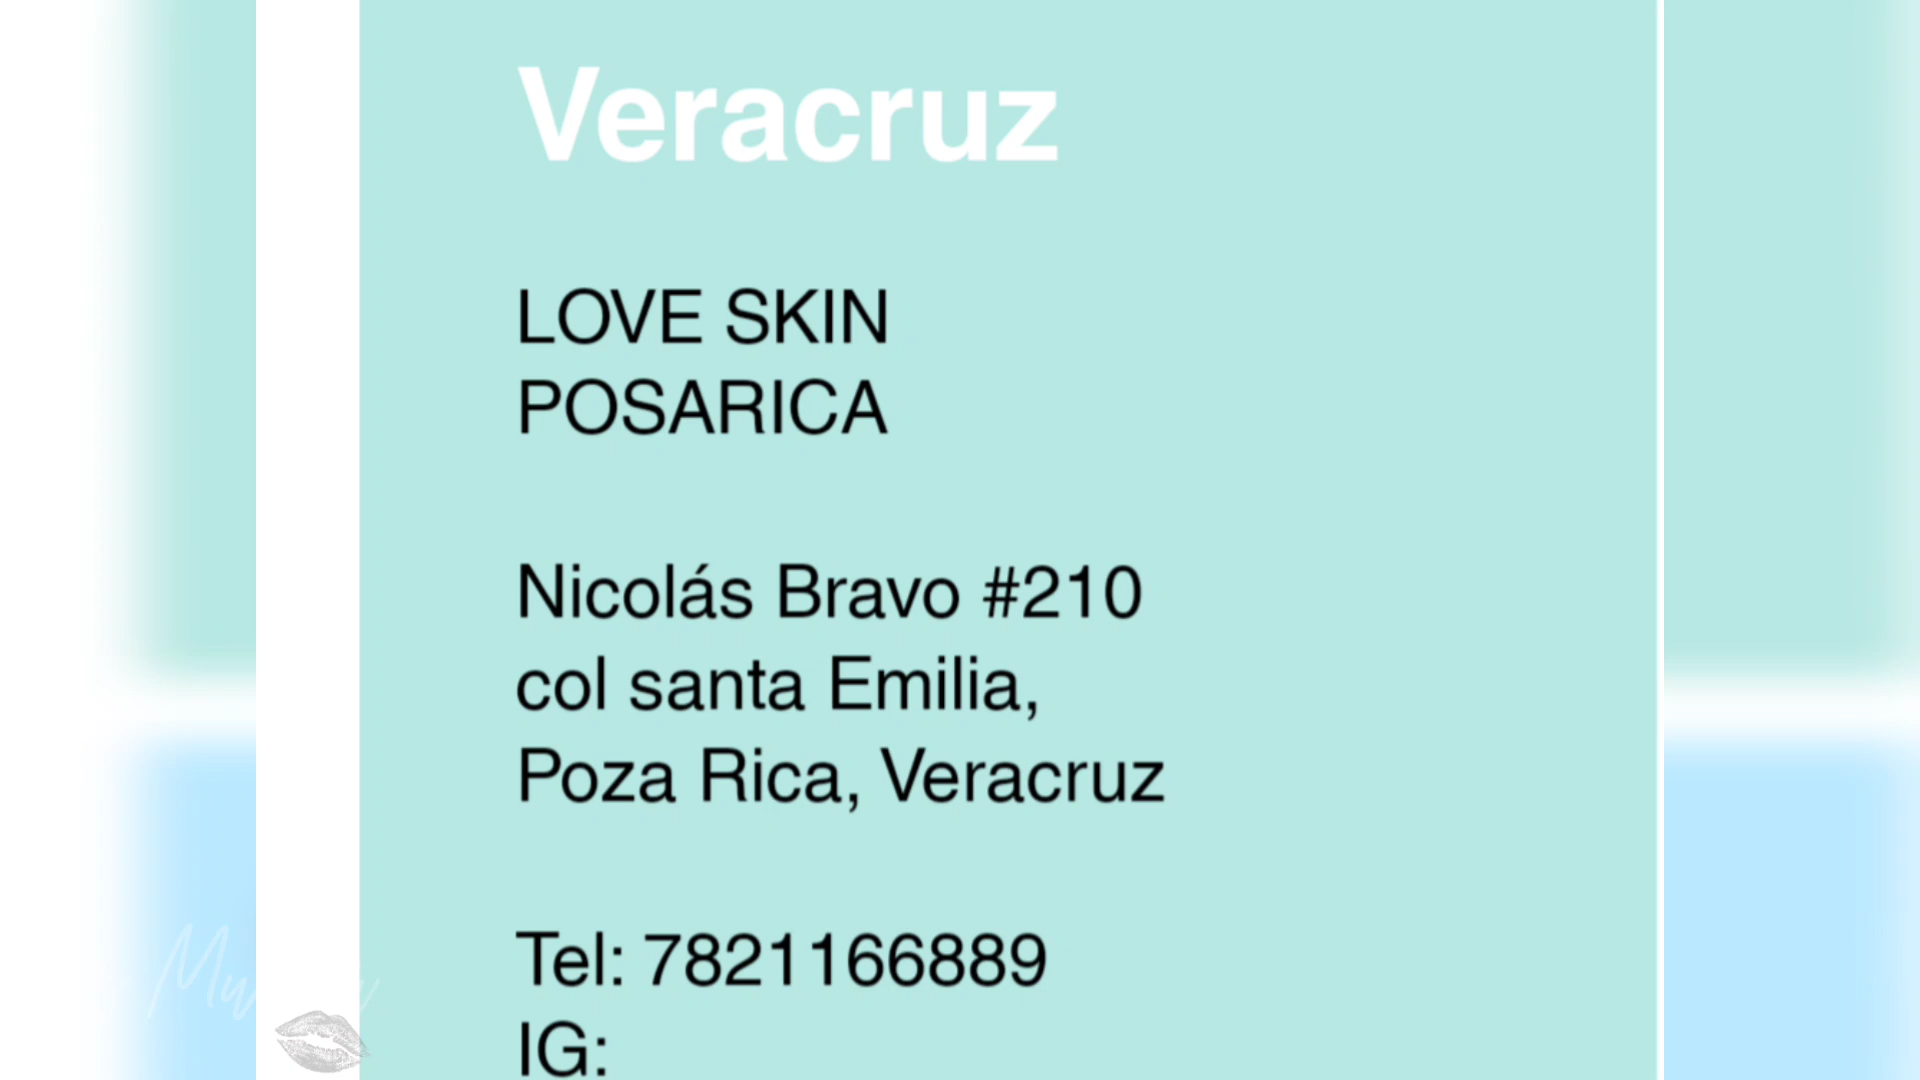 Veracruz
LOVE SKIN
POSARICA
Nicolás Bravo #210
col santa Emilia,
Poza Rica, Veracruz
Tel: 7821166889
IG: